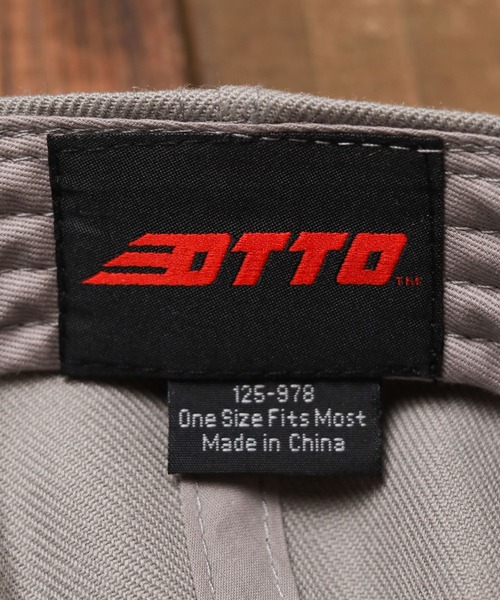 OTTO™
125-978
One Size Fits Most
Made in China